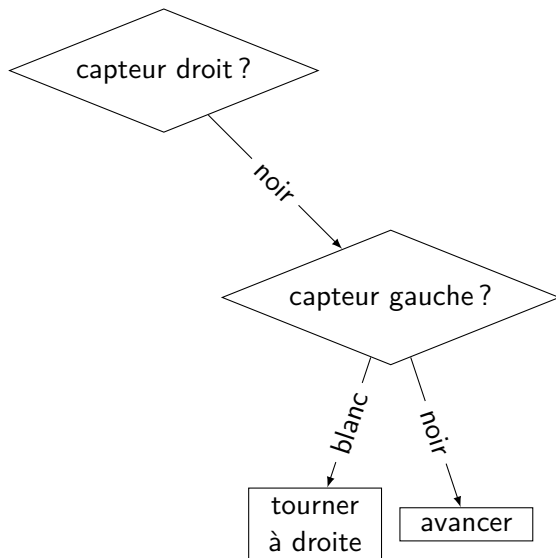 capteur droit ?
noir
capteur gauche ?
blanc
noir
tourner
à droite
avancer